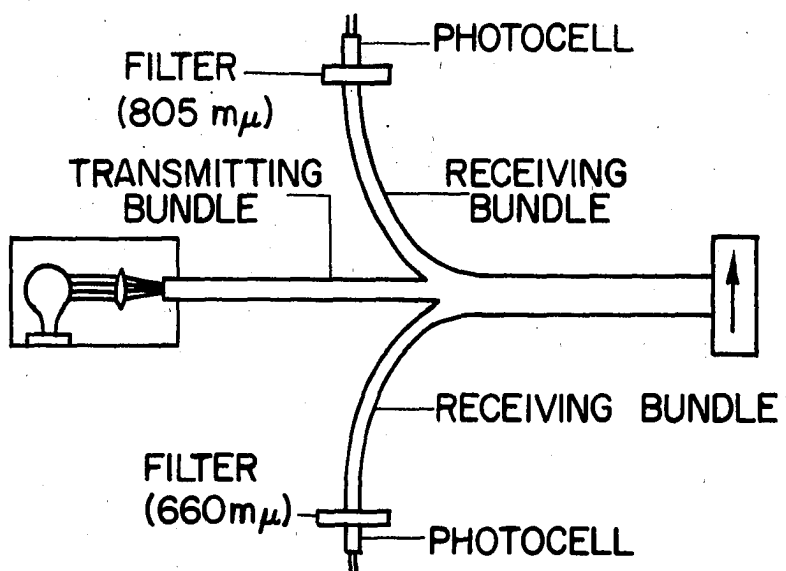 PHOTOCELL
FILTER
(805 mμ)
TRANSMITTING
BUNDLE
RECEIVING
BUNDLE
RECEIVING BUNDLE
FILTER
(660mμ)
PHOTOCELL